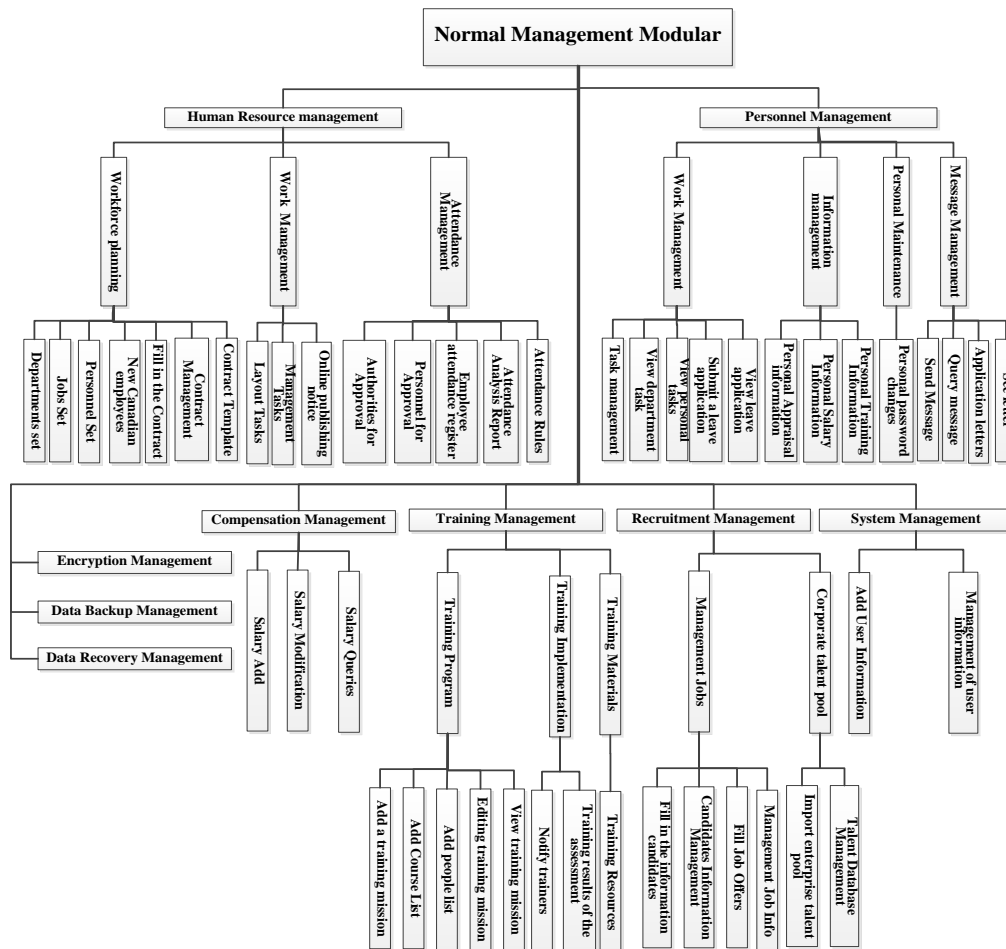 Normal Management Modular
Human Resource management
Personnel Management
Workforce planning
Work Management
Attendance
Management
Work Management
Information
management
Personal Maintenance
Message Management
Departments set
Jobs Set
Personnel Set
New Canadian
employees
Fill in the Contract
Contract
Management
Contract Template
Layout Tasks
Management
Tasks
Online publishing
notice
Authorities for
Approval
Personnel for
Approval
Employee
attendance register
Attendance
Analysis Report
Attendance Rules
Task management
View department
task
View personal
tasks
Submit a leave
application
View leave
application
Personal Appraisal
information
Personal Salary
Information
Personal Training
Information
Personal password
changes
Send Message
Query message
Application letters
Compensation Management
Training Management
Recruitment Management
System Management
Encryption Management
Data Backup Management
Data Recovery Management
Salary Add
Salary Modification
Salary Queries
Training Program
Training Implementation
Training Materials
Management Jobs
Corporate talent pool
Add User Information
Management of user
information
Add a training mission
Add Course List
Add people list
Editing training mission
View training mission
Notify trainers
Training results of the
assessment
Training Resources
Fill in the information
candidates
Candidates Information
Management
Fill Job Offers
Management Job Info
Import enterprise talent
pool
Talent Database
Management